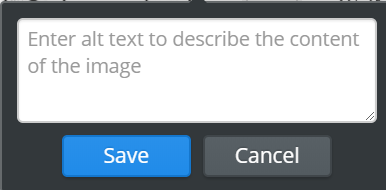 Enter alt text to describe the content
of the image
Save
Cancel